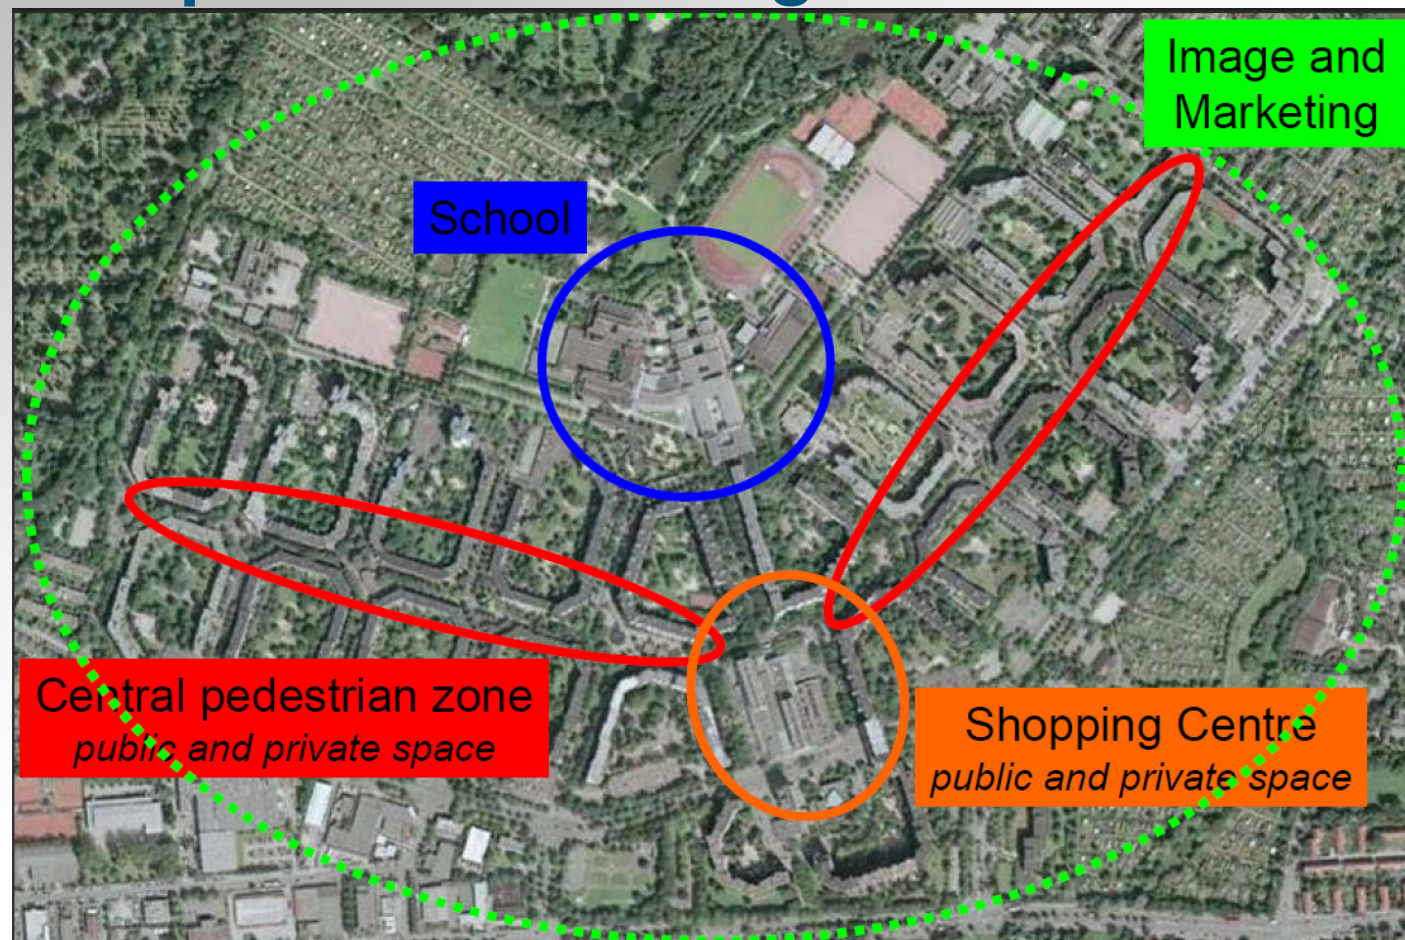 Image and
Marketing
School
Central pedestrian zone
public and private space
Shopping Centre
public and private space